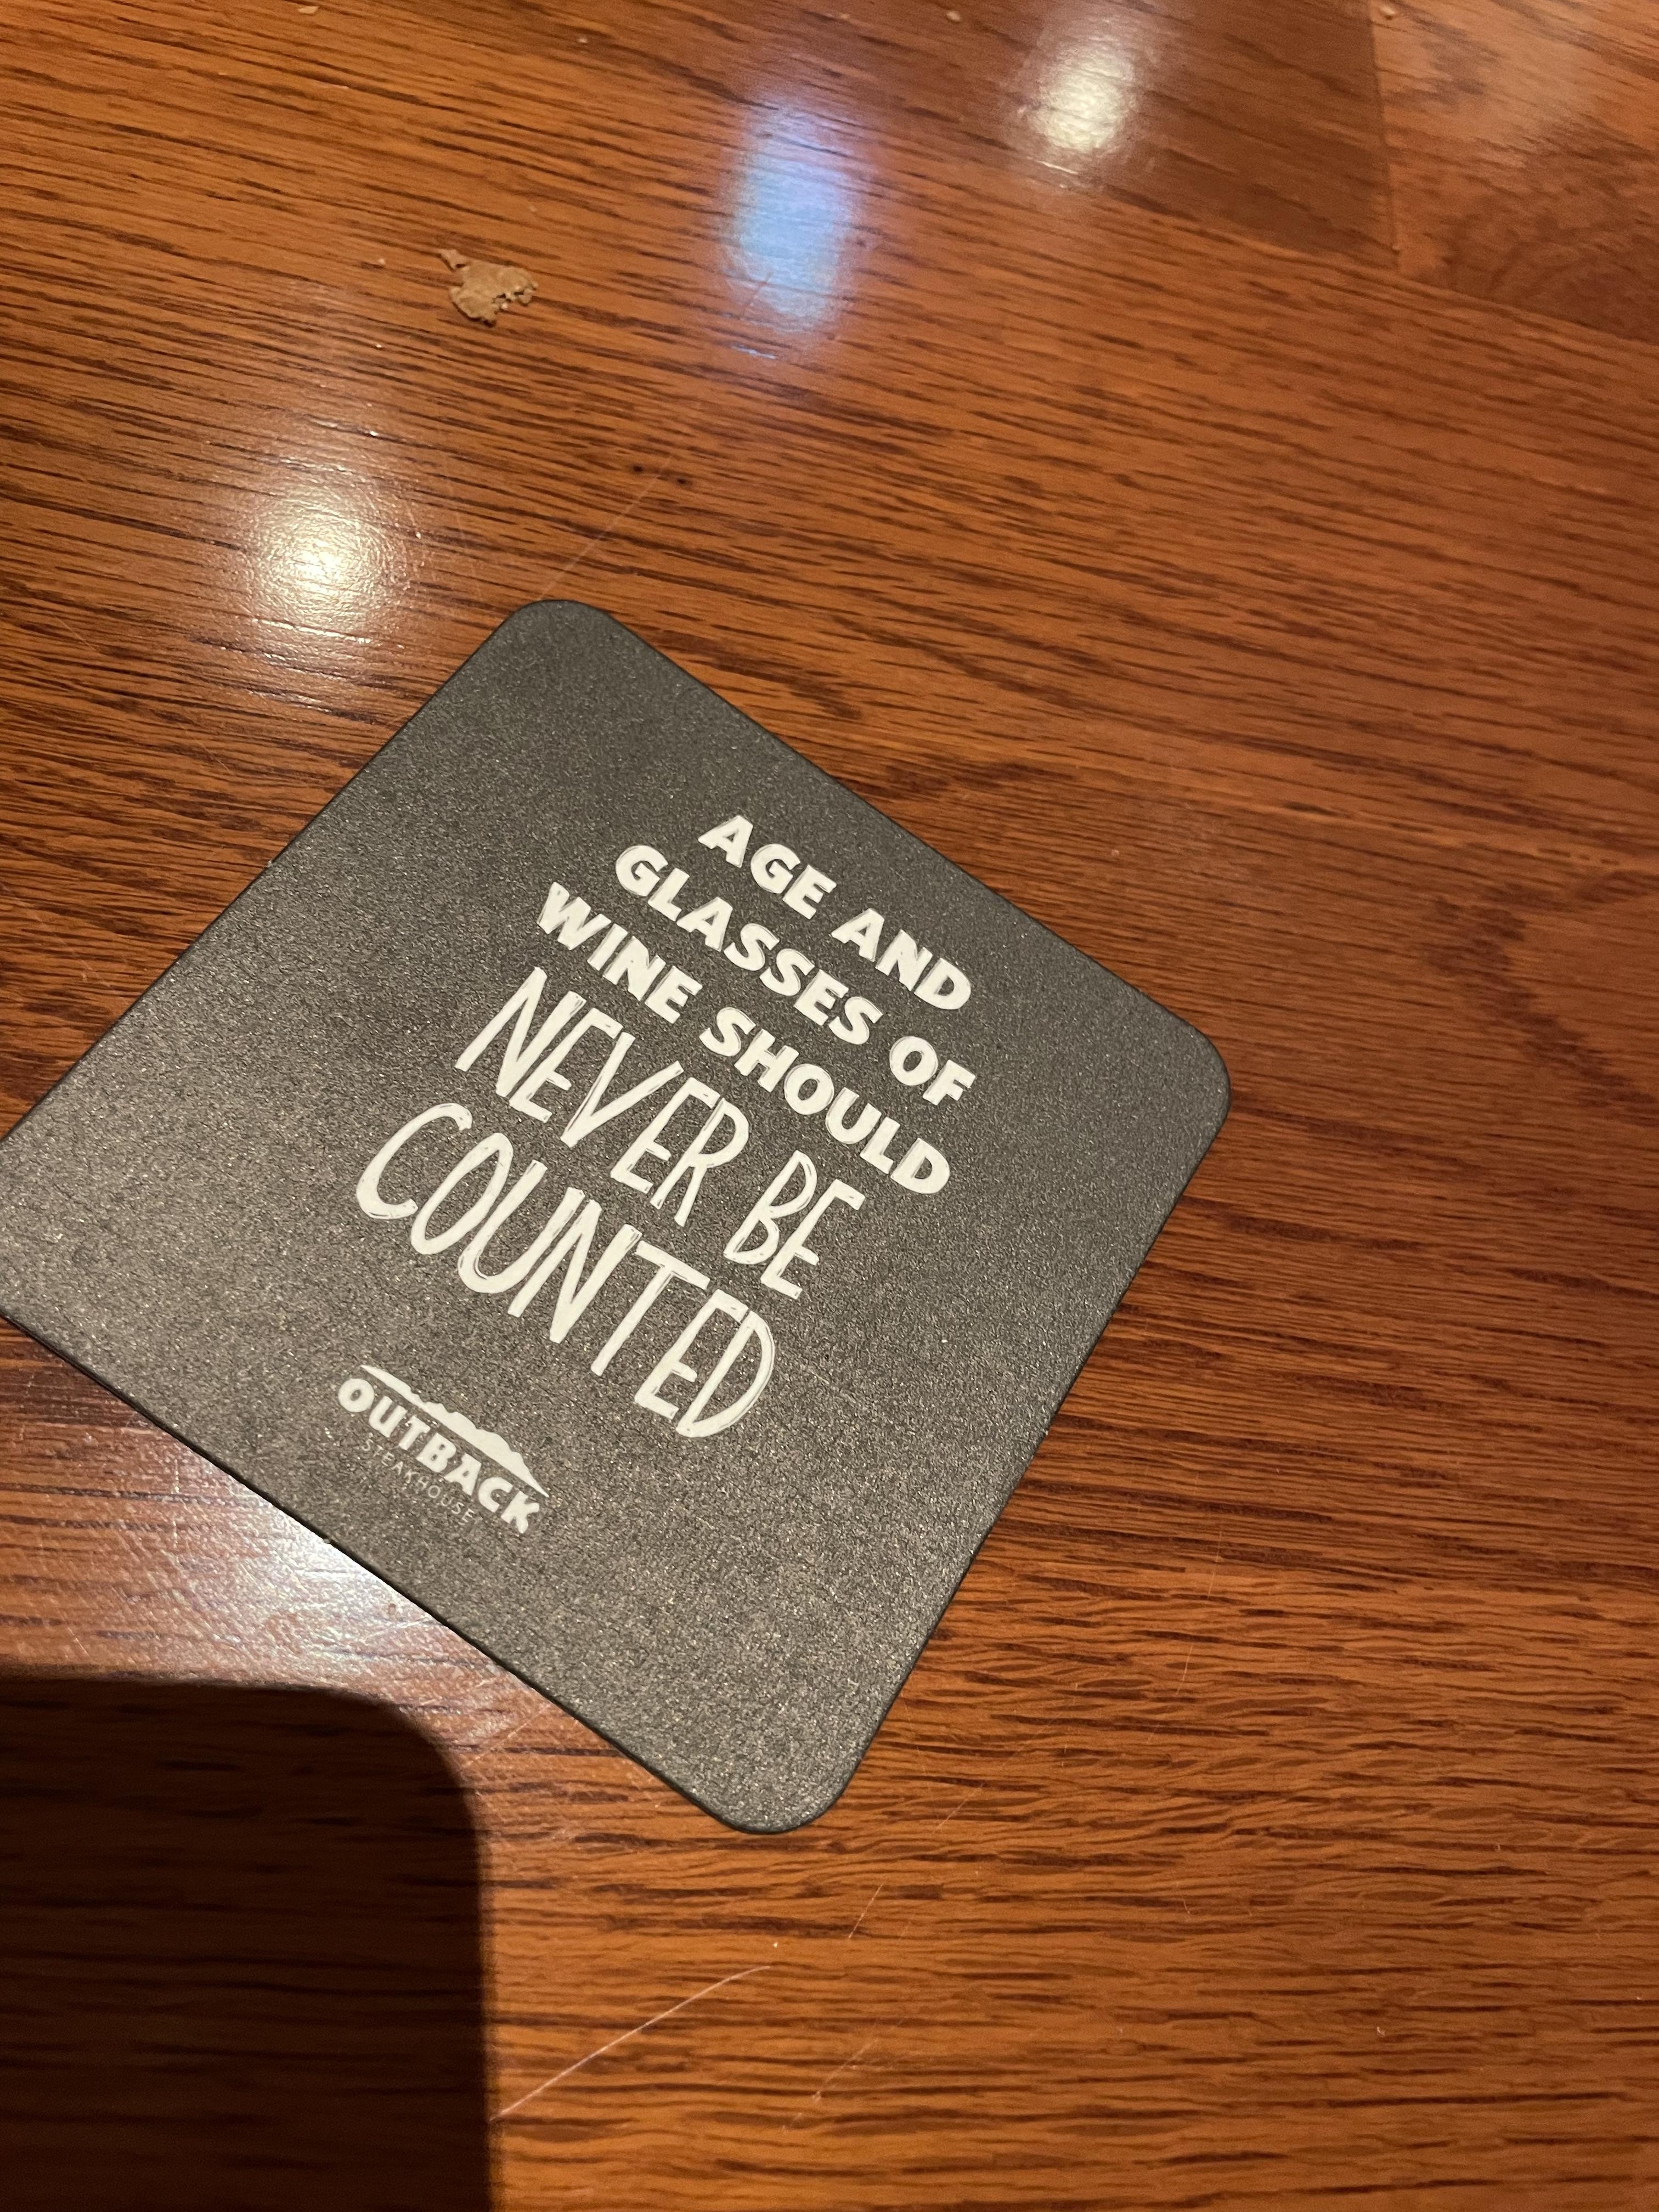 AGE AND
GLASSES OF
WINE SHOULD
NEVER BE
COUNTED
OUTBACK
STEAKHOUSE